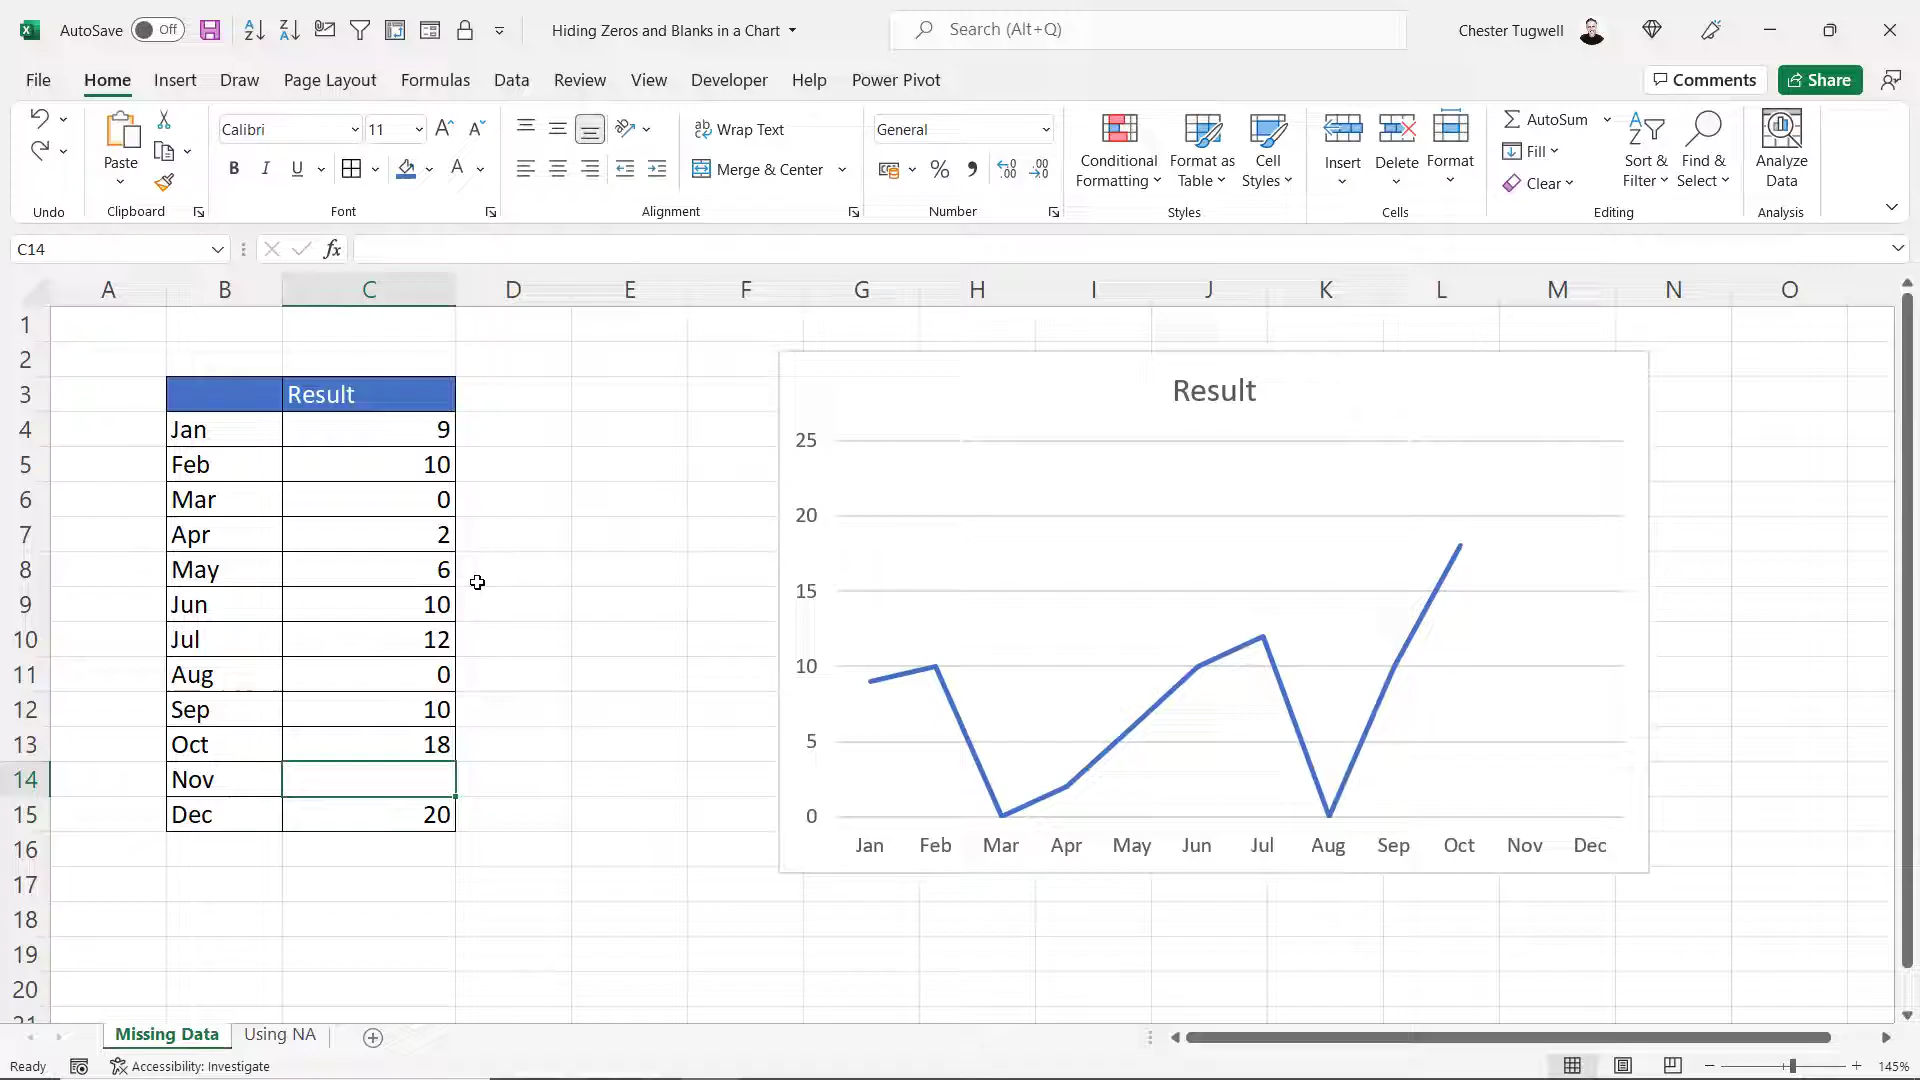 AutoSave Off Hiding Zeros and Blanks in a Chart Search (Alt+Q) Chester Tugwell
File Home Insert Draw Page Layout Formulas Data Review View Developer Help Power Pivot Comments Share
Calibri 11 Wrap Text General AutoSum
Paste B I U Merge & Center % Conditional Formatting Format as Table Cell Styles Insert Delete Format Fill Clear Sort & Filter Find & Select Analyze Data
Undo Clipboard Font Alignment Number Styles Cells Editing Analysis
C14 fx
A B C D E F G H I J K L M N O
1
2
3 Result
4 Jan 9
5 Feb 10
6 Mar 0
7 Apr 2
8 May 6
9 Jun 10
10 Jul 12
11 Aug 0
12 Sep 10
13 Oct 18
14 Nov
15 Dec 20
16
17
18
19
20
21
Result
25
20
15
10
5
0
Jan Feb Mar Apr May Jun Jul Aug Sep Oct Nov Dec
Missing Data Using NA
Ready Accessibility: Investigate 145%